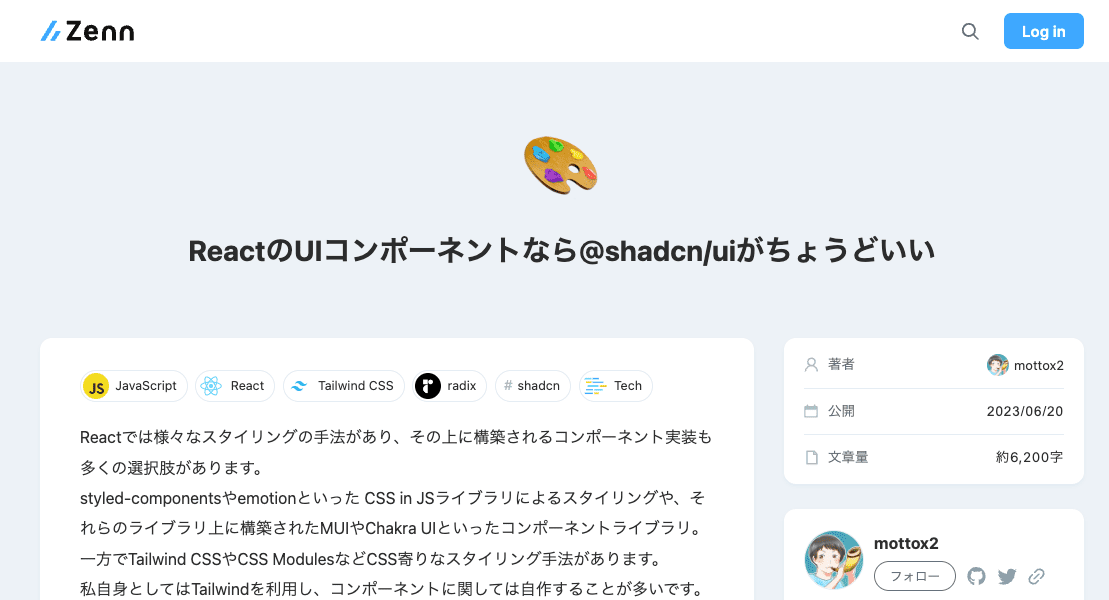 Zenn
Log in
ReactのUIコンポーネントなら@shadcn/uiがちょうどいい
JS JavaScript React Tailwind CSS radix # shadcn Tech
Reactでは様々なスタイリングの手法があり、その上に構築されるコンポーネント実装も
多くの選択肢があります。
styled-componentsやemotionといった CSS in JSライブラリによるスタイリングや、そ
れらのライブラリ上に構築されたMUIやChakra UIといったコンポーネントライブラリ。
一方でTailwind CSSやCSS ModulesなどCSS寄りなスタイリング手法があります。
私自身としてはTailwindを利用し、コンポーネントに関しては自作することが多いです。
著者 mottox2
公開 2023/06/20
文章量 約6,200字
mottox2
フォロー